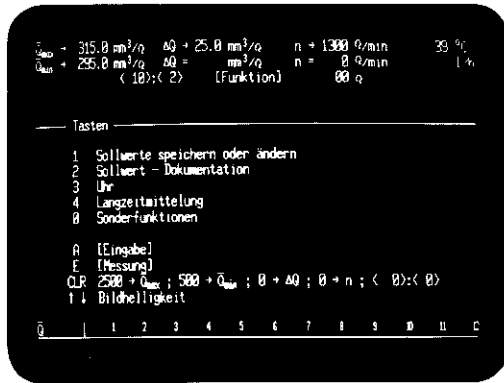 Q̄max → 315.0 mm³/Q ΔQ → 25.0 mm³/Q n → 1300 Q/min 39 °C
Q̄min → 295.0 mm³/Q ΔQ = mm³/Q n = 0 Q/min
( 10):( 2) [Funktion] 00 Q
Tasten
1 Sollwerte speichern oder ändern
2 Sollwert - Dokumentation
3 Uhr
4 Langzeitmittelung
0 Sonderfunktionen
A [Eingabe]
E [Messung]
CLR 2500 → Q̄max ; 500 → Q̄min ; 0 → ΔQ ; 0 → n ; ( 0):( 0)
↑ ↓ Bildhelligkeit
Q̄ 1 2 3 4 5 6 7 8 9 10 11